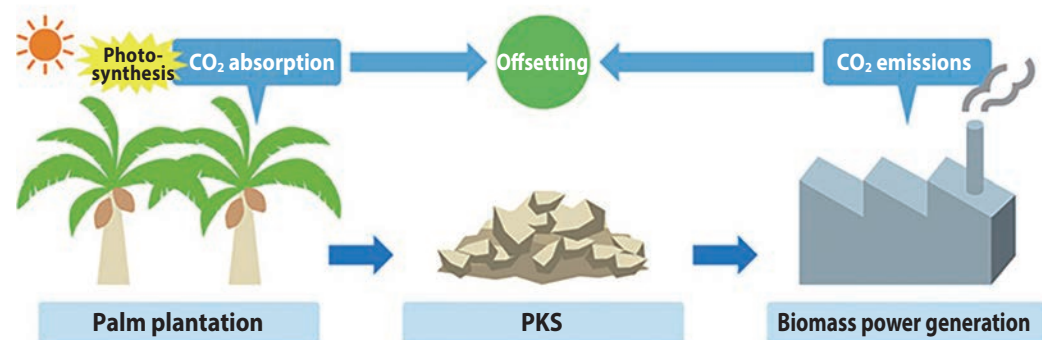 Photo-
synthesis
CO₂ absorption
Offsetting
CO₂ emissions
Palm plantation
PKS
Biomass power generation